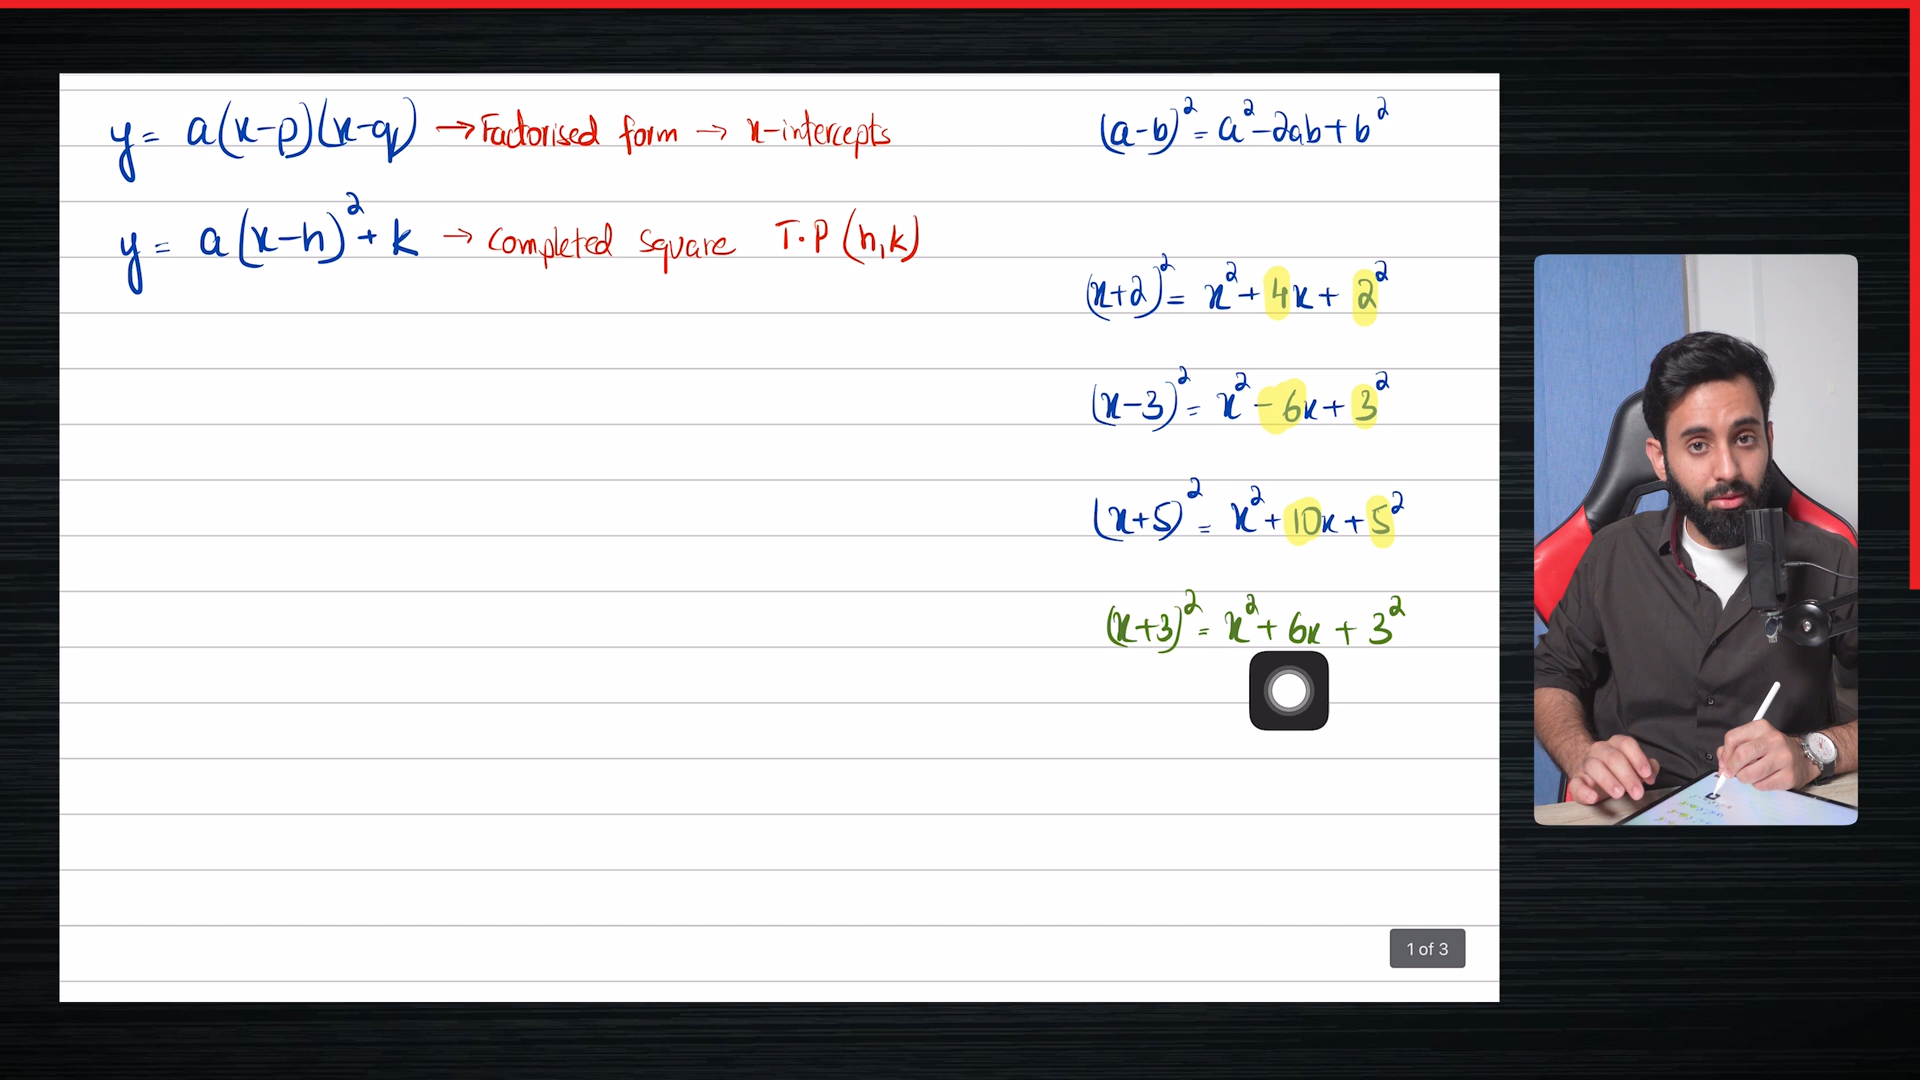 y = a(x-p)(x-q) → Factorised form → x-intercepts
(a-b)² = a² - 2ab + b²
y = a(x-h)² + k → Completed square T.P (h,k)
(x+2)² = x² + 4x + 2²
(x-3)² = x² - 6x + 3²
(x+5)² = x² + 10x + 5²
(x+3)² = x² + 6x + 3²
1 of 3